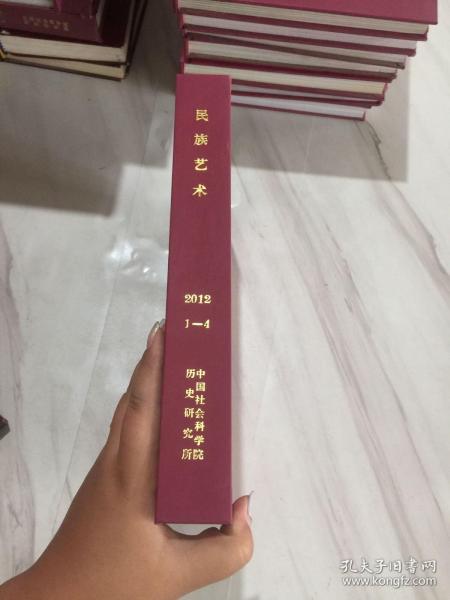 民族艺术
2012
1—4
中国社会科学院
历史研究所
孔夫子旧书网
www.kongfz.com